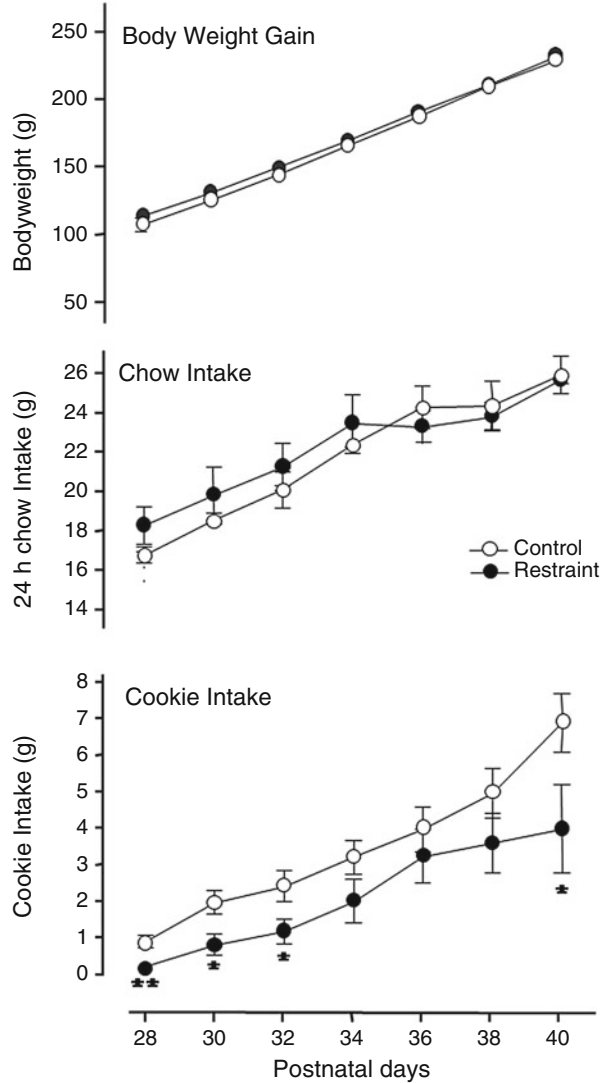 Body Weight Gain
Bodyweight (g)
250
200
150
100
50
Chow Intake
24 h chow Intake (g)
26
24
22
20
18
16
14
Control
Restraint
Cookie Intake
Cookie Intake (g)
8
7
6
5
4
3
2
1
0
**
*
*
*
28 30 32 34 36 38 40
Postnatal days